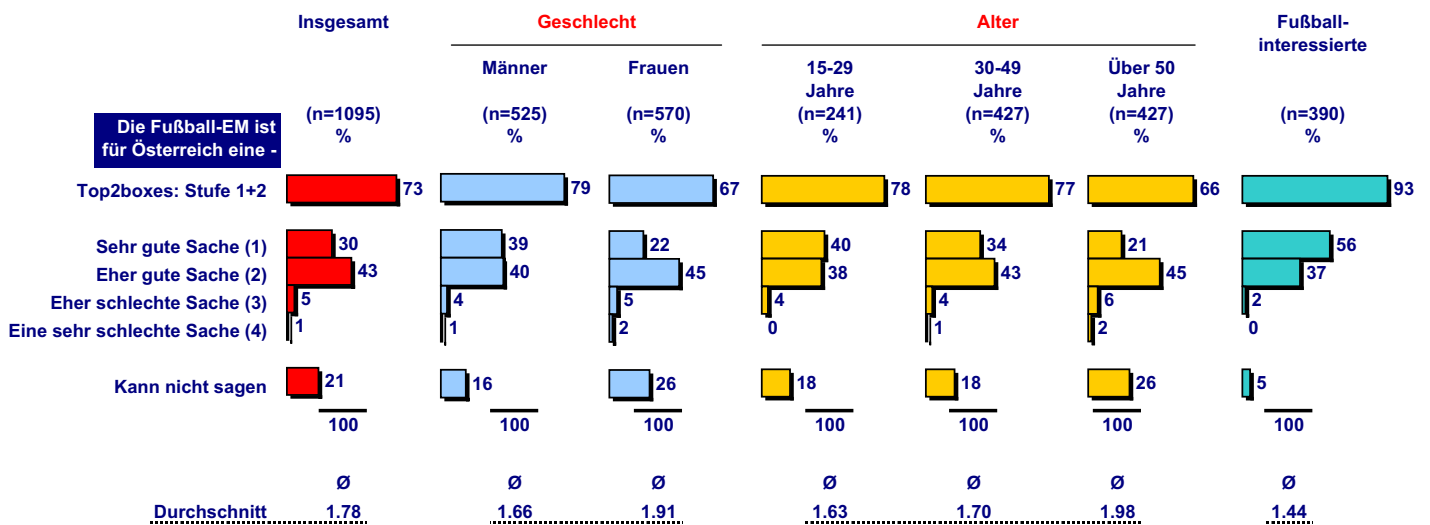 Insgesamt Geschlecht Alter Fußball-
interessierte
Männer Frauen 15-29 30-49 Über 50
Jahre Jahre Jahre
(n=1095) (n=525) (n=570) (n=241) (n=427) (n=427) (n=390)
% % % % % % %
Die Fußball-EM ist
für Österreich eine -
Top2boxes: Stufe 1+2 73 79 67 78 77 66 93
Sehr gute Sache (1) 30 39 22 40 34 21 56
Eher gute Sache (2) 43 40 45 38 43 45 37
Eher schlechte Sache (3) 5 4 5 4 4 6 2
Eine sehr schlechte Sache (4) 1 1 2 0 1 2 0
Kann nicht sagen 21 16 26 18 18 26 5
100 100 100 100 100 100 100
Ø Ø Ø Ø Ø Ø Ø
Durchschnitt 1.78 1.66 1.91 1.63 1.70 1.98 1.44